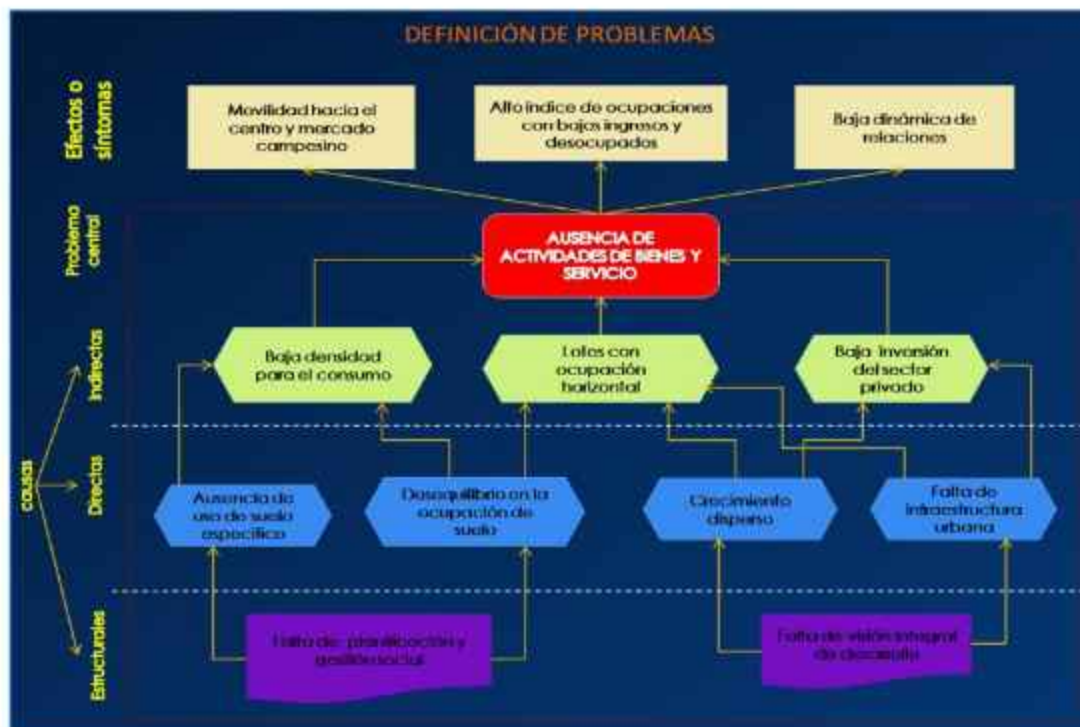 DEFINICIÓN DE PROBLEMAS
Efectos o
síntomas
Movilidad hacia el
centro y mercado
campesino
Alto índice de ocupaciones
con bajos ingresos y
desocupados
Baja dinámica de
relaciones
Problema
central
AUSENCIA DE
ACTIVIDADES DE BIENES Y
SERVICIO
causas
Indirectas
Baja densidad
para el consumo
Lotes con
ocupación
horizontal
Baja inversión
del sector
privado
Directas
Ausencia de
uso de suelo
específico
Desequilibrio en la
ocupación de
suelo
Crecimiento
disperso
Falta de
infraestructura
urbana
Estructurales
Falta de planificación y
gestión social
Falta de visión integral
de desarrollo